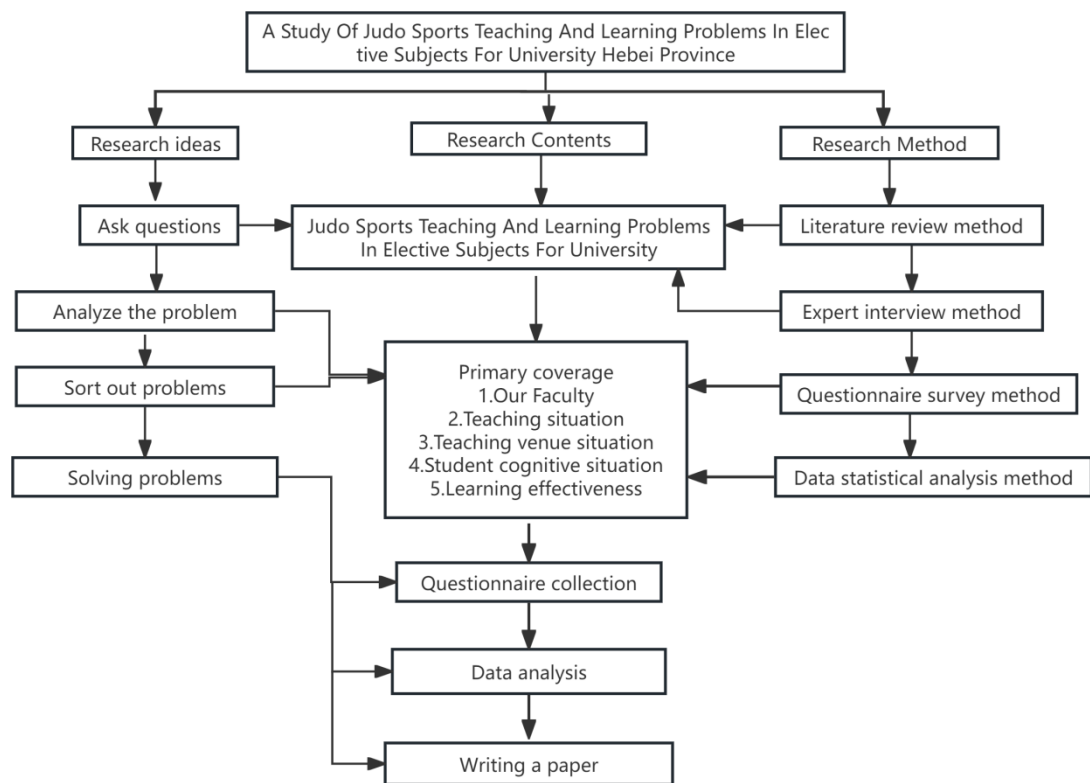 A Study Of Judo Sports Teaching And Learning Problems In Elec
tive Subjects For University Hebei Province
Research ideas
Research Contents
Research Method
Ask questions
Judo Sports Teaching And Learning Problems
In Elective Subjects For University
Literature review method
Analyze the problem
Expert interview method
Sort out problems
Primary coverage
1.Our Faculty
2.Teaching situation
3.Teaching venue situation
4.Student cognitive situation
5.Learning effectiveness
Questionnaire survey method
Solving problems
Data statistical analysis method
Questionnaire collection
Data analysis
Writing a paper